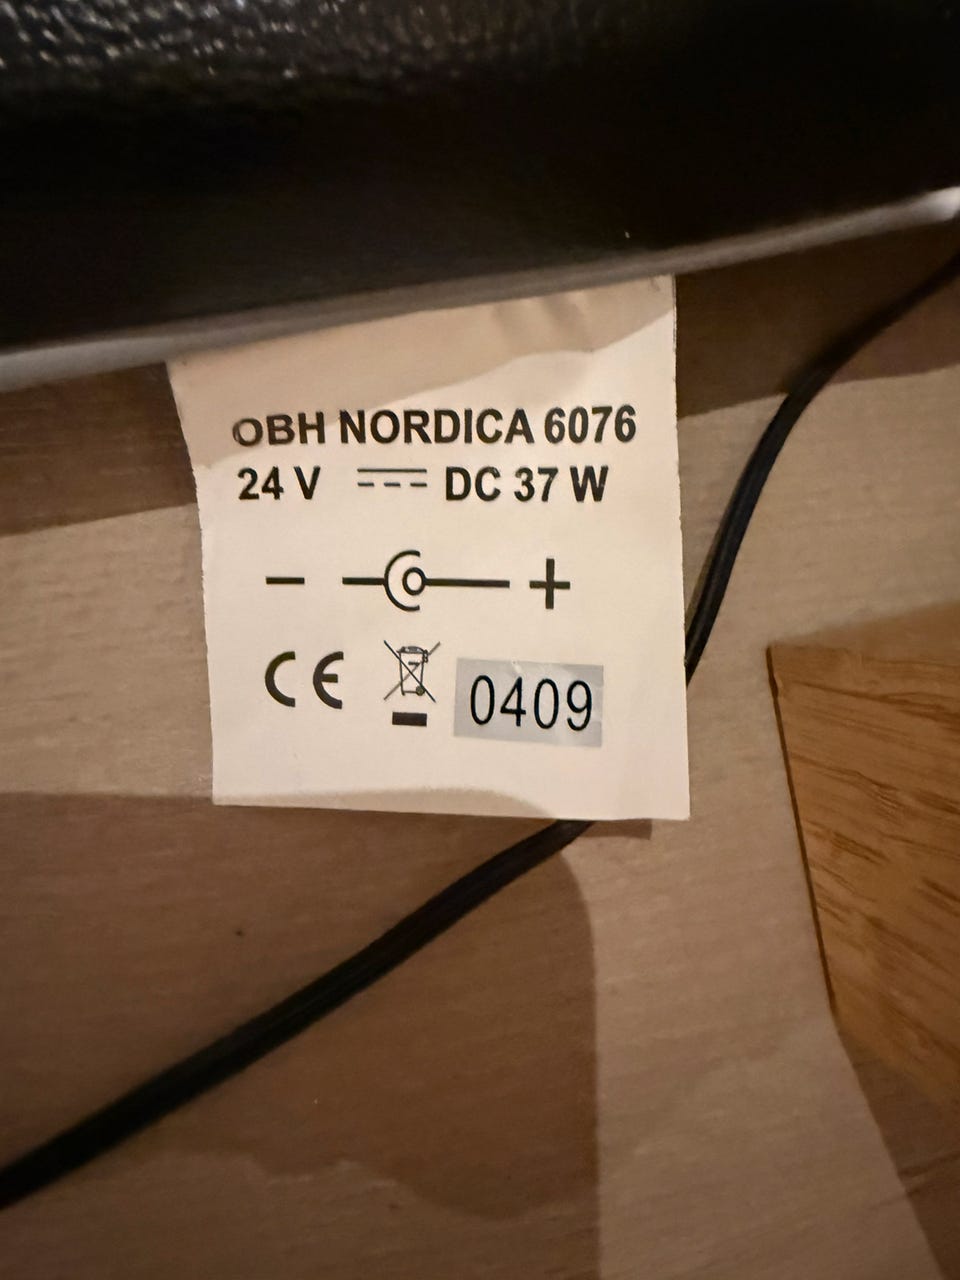 OBH NORDICA 6076
24 V ⎓ DC 37 W
− +
CE
0409